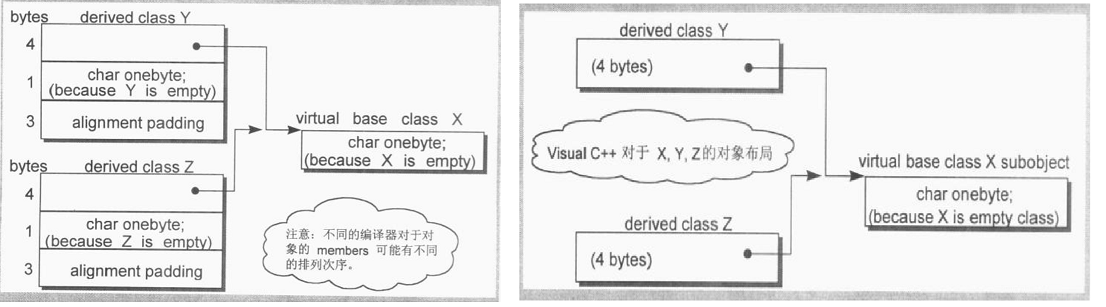 bytes
derived class Y
4
1
char onebyte;
(because Y is empty)
3
alignment padding
virtual base class X
char onebyte;
(because X is empty)
bytes
derived class Z
4
1
char onebyte;
(because Z is empty)
3
alignment padding
注意：不同的编译器对于对
象的 members 可能有不同
的排列次序。
derived class Y
(4 bytes)
Visual C++ 对于 X, Y, Z的对象布局
virtual base class X subobject
char onebyte;
(because X is empty class)
derived class Z
(4 bytes)